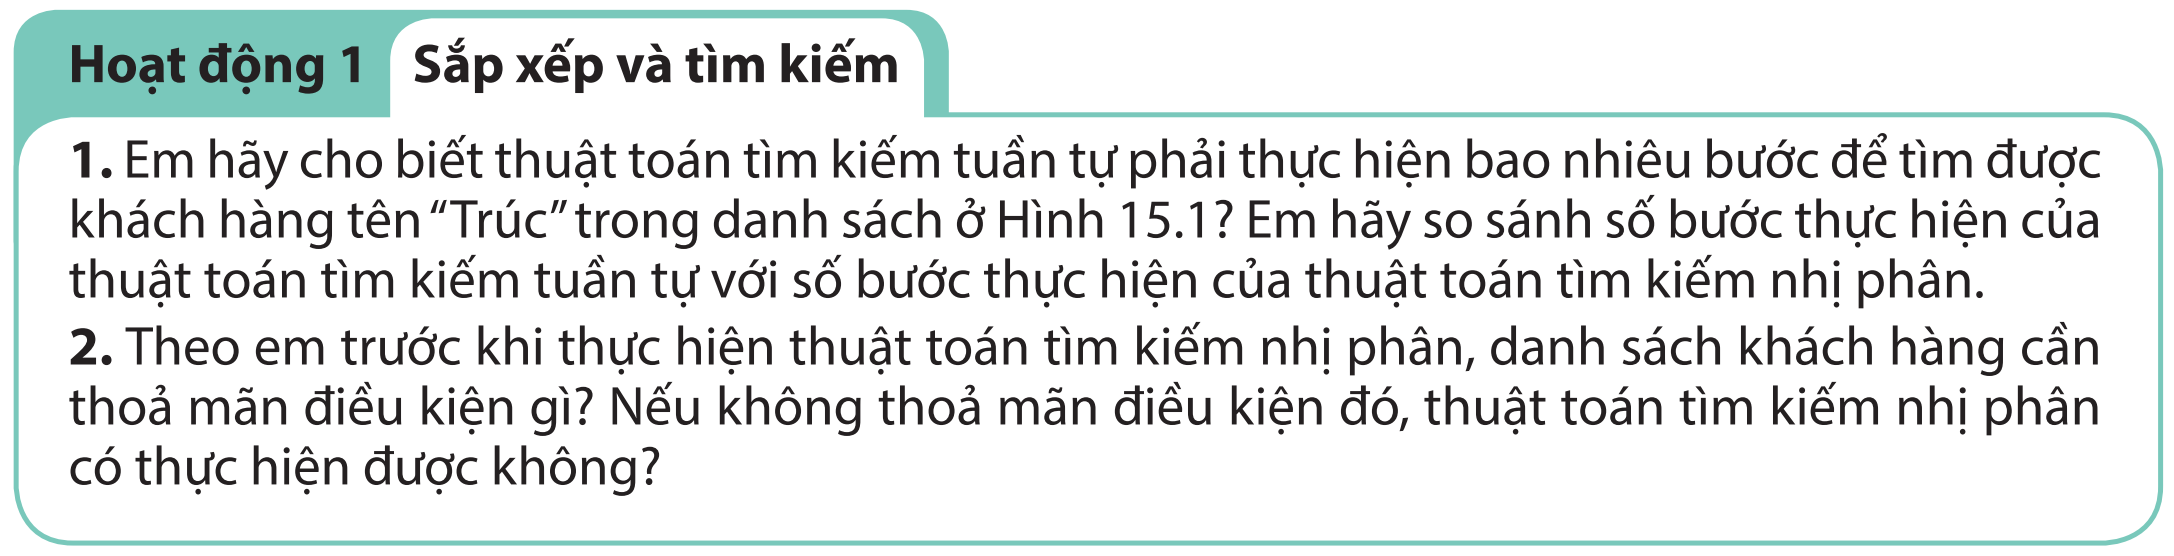 Hoạt động 1 Sắp xếp và tìm kiếm
1. Em hãy cho biết thuật toán tìm kiếm tuần tự phải thực hiện bao nhiêu bước để tìm được
khách hàng tên “Trúc” trong danh sách ở Hình 15.1? Em hãy so sánh số bước thực hiện của
thuật toán tìm kiếm tuần tự với số bước thực hiện của thuật toán tìm kiếm nhị phân.
2. Theo em trước khi thực hiện thuật toán tìm kiếm nhị phân, danh sách khách hàng cần
thoả mãn điều kiện gì? Nếu không thoả mãn điều kiện đó, thuật toán tìm kiếm nhị phân
có thực hiện được không?